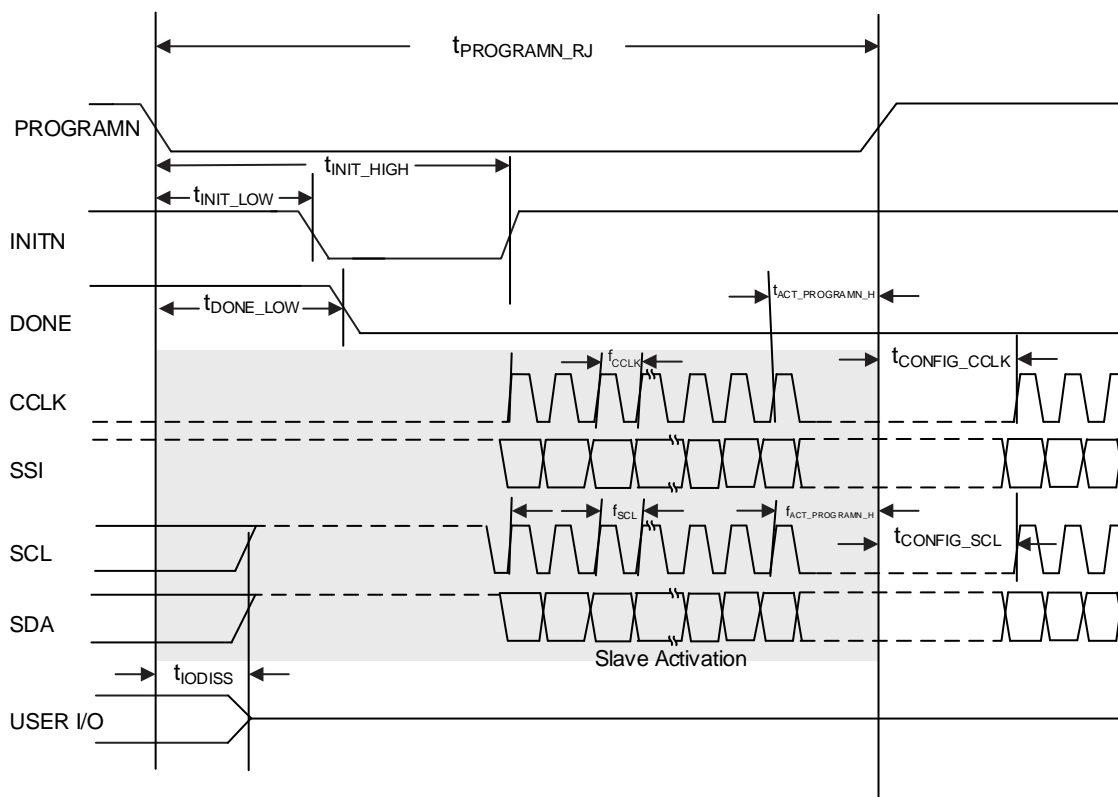 tPROGRAMN_RJ
PROGRAMN
tINIT_HIGH
tINIT_LOW
INITN
tACT_PROGRAMN_H
tDONE_LOW
DONE
fCCLK
tCONFIG_CCLK
CCLK
SSI
fSCL
fACT_PROGRAMN_H
tCONFIG_SCL
SCL
SDA
Slave Activation
tIODISS
USER I/O